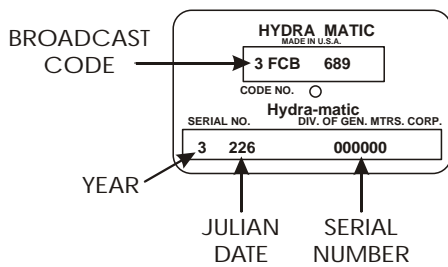 BROADCAST
CODE
HYDRA MATIC
MADE IN U.S.A.
3 FCB 689
CODE NO.
Hydra-matic
SERIAL NO. DIV. OF GEN. MTRS. CORP.
3 226 000000
YEAR
JULIAN
DATE
SERIAL
NUMBER